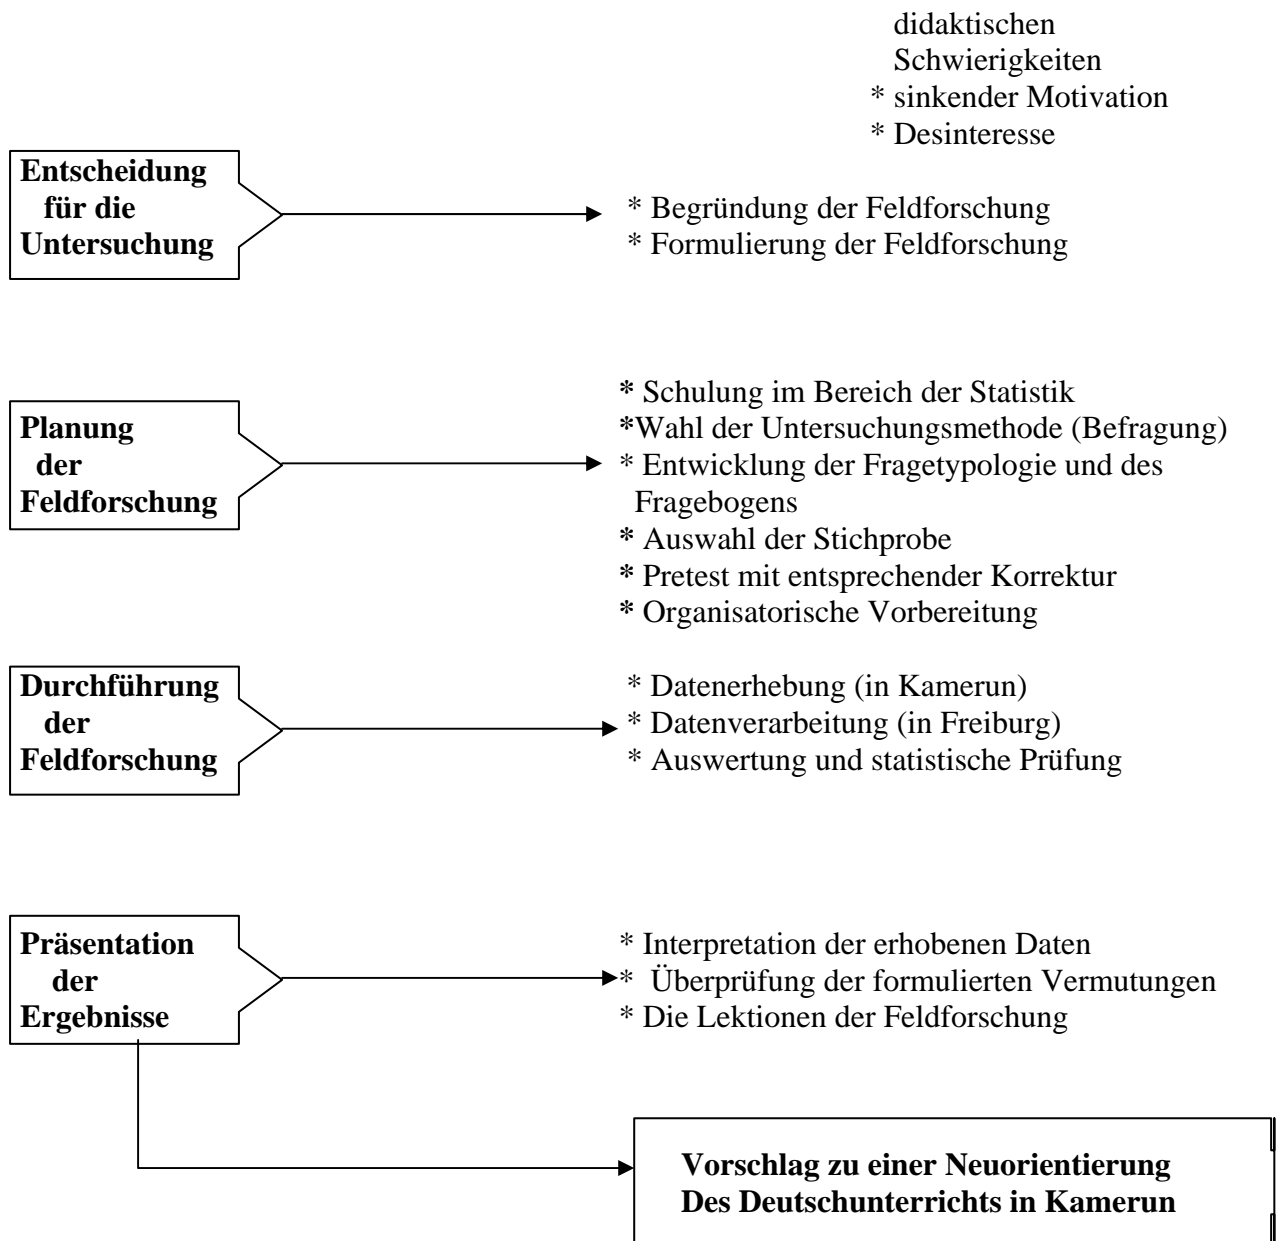 didaktischen
Schwierigkeiten
* sinkender Motivation
* Desinteresse
Entscheidung
für die
Untersuchung
* Begründung der Feldforschung
* Formulierung der Feldforschung
Planung
der
Feldforschung
* Schulung im Bereich der Statistik
*Wahl der Untersuchungsmethode (Befragung)
* Entwicklung der Fragetypologie und des
Fragebogens
* Auswahl der Stichprobe
* Pretest mit entsprechender Korrektur
* Organisatorische Vorbereitung
Durchführung
der
Feldforschung
* Datenerhebung (in Kamerun)
* Datenverarbeitung (in Freiburg)
* Auswertung und statistische Prüfung
Präsentation
der
Ergebnisse
* Interpretation der erhobenen Daten
* Überprüfung der formulierten Vermutungen
* Die Lektionen der Feldforschung
Vorschlag zu einer Neuorientierung
Des Deutschunterrichts in Kamerun